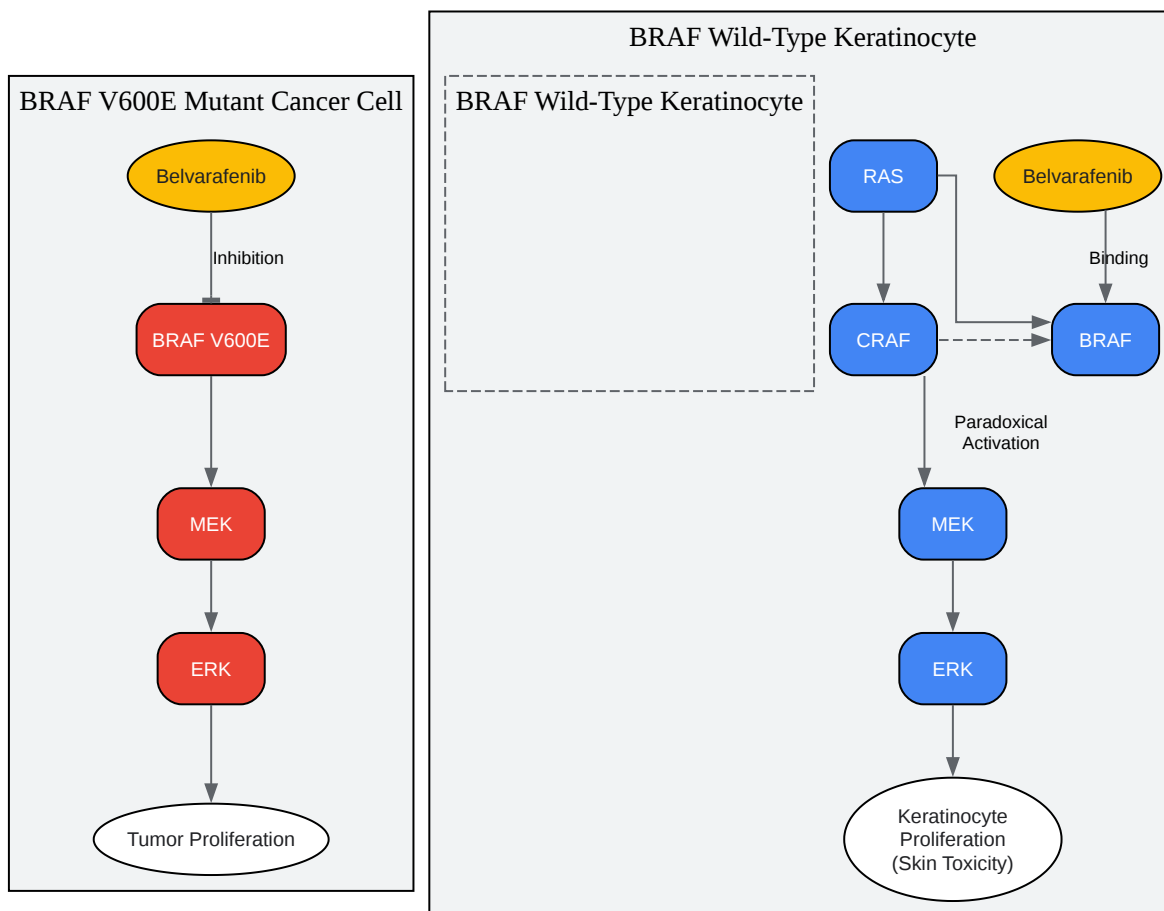 BRAF V600E Mutant Cancer Cell
Belvarafenib
Inhibition
BRAF V600E
MEK
ERK
Tumor Proliferation
BRAF Wild-Type Keratinocyte
BRAF Wild-Type Keratinocyte
RAS
Belvarafenib
Binding
CRAF
BRAF
Paradoxical
Activation
MEK
ERK
Keratinocyte
Proliferation
(Skin Toxicity)